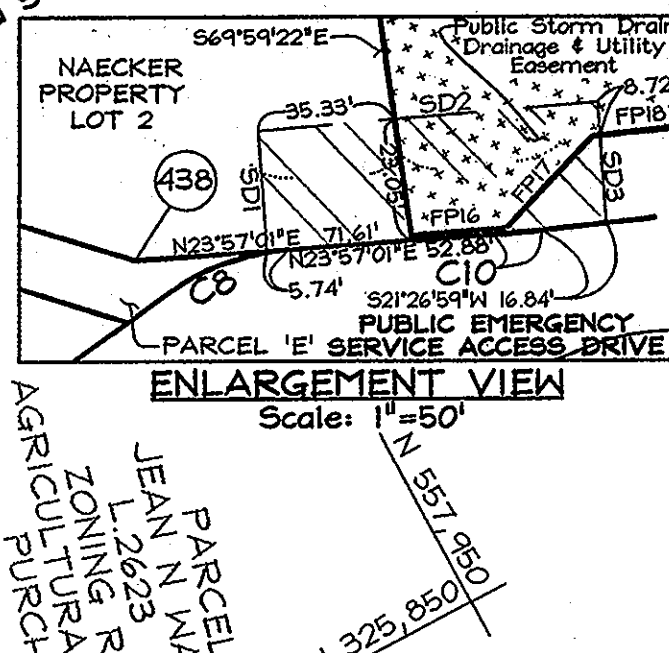 S69°59'22"E
Public Storm Drain
Drainage & Utility
Easement
NAECKER
PROPERTY
LOT 2
8.72
35.33'
SD2
FP18
438
SD1
23.05'
FP17
SD3
FP16
N23°57'01"E 71.61'
N23°57'01"E 52.88'
C8
C10
5.74'
S21°26'59"W 16.84'
PUBLIC EMERGENCY
PARCEL 'E' SERVICE ACCESS DRIVE
ENLARGEMENT VIEW
Scale: 1"=50'
N 557,950
325,850
PARCEL
JEAN N WA
L.2623
ZONING R
AGRICULTURA
PURCH